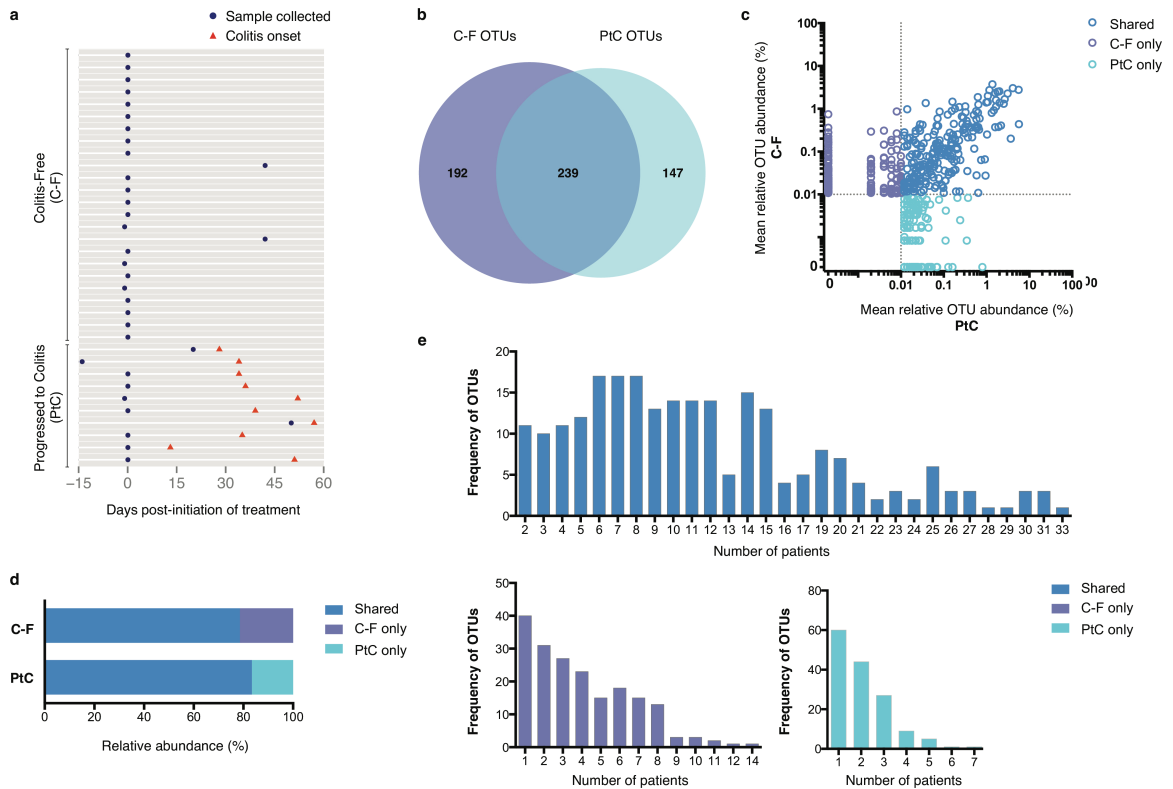 a
Sample collected
Colitis onset
Colitis-Free
(C-F)
Progressed to Colitis
(PtC)
−15 0 15 30 45 60
Days post-initiation of treatment
b
C-F OTUs PtC OTUs
192 239 147
c
Shared
C-F only
PtC only
Mean relative OTU abundance (%)
C-F
100
10
1
0.1
0.01
0
0 0.01 0.1 1 10 100 00
Mean relative OTU abundance (%)
PtC
d
C-F
PtC
0 20 40 60 80 100
Relative abundance (%)
Shared
C-F only
PtC only
e
Frequency of OTUs
20
15
10
5
0
2 3 4 5 6 7 8 9 10 11 12 13 14 15 16 17 19 20 21 22 23 24 25 26 27 28 29 30 31 33
Number of patients
Frequency of OTUs
50
40
30
20
10
0
1 2 3 4 5 6 7 8 9 10 11 12 14
Number of patients
Frequency of OTUs
80
60
40
20
0
1 2 3 4 5 6 7
Number of patients
Shared
C-F only
PtC only